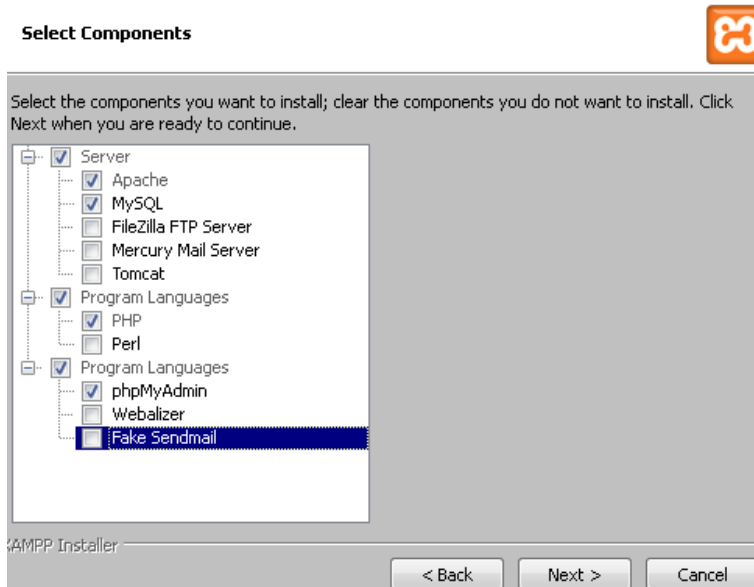 Select Components
Select the components you want to install; clear the components you do not want to install. Click
Next when you are ready to continue.
Server
Apache
MySQL
FileZilla FTP Server
Mercury Mail Server
Tomcat
Program Languages
PHP
Perl
Program Languages
phpMyAdmin
Webalizer
Fake Sendmail
XAMPP Installer
< Back
Next >
Cancel